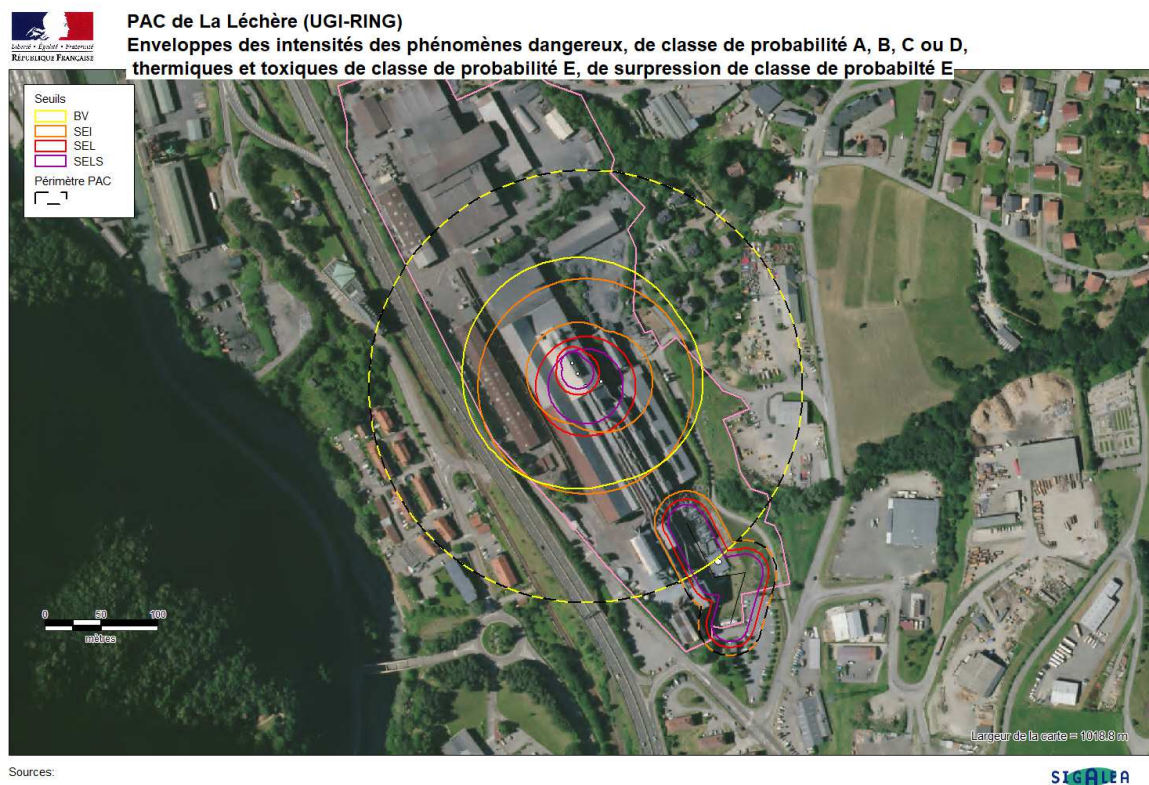 PAC de La Léchère (UGI-RING)
Enveloppes des intensités des phénomènes dangereux, de classe de probabilité A, B, C ou D,
thermiques et toxiques de classe de probabilité E, de surpression de classe de probabilté E
Liberté • Égalité • Fraternité
RÉPUBLIQUE FRANÇAISE
Seuils
BV
SEI
SEL
SELS
Périmètre PAC
0 50 100
mètres
Largeur de la carte = 1018.8 m
Sources:
SIGALEA